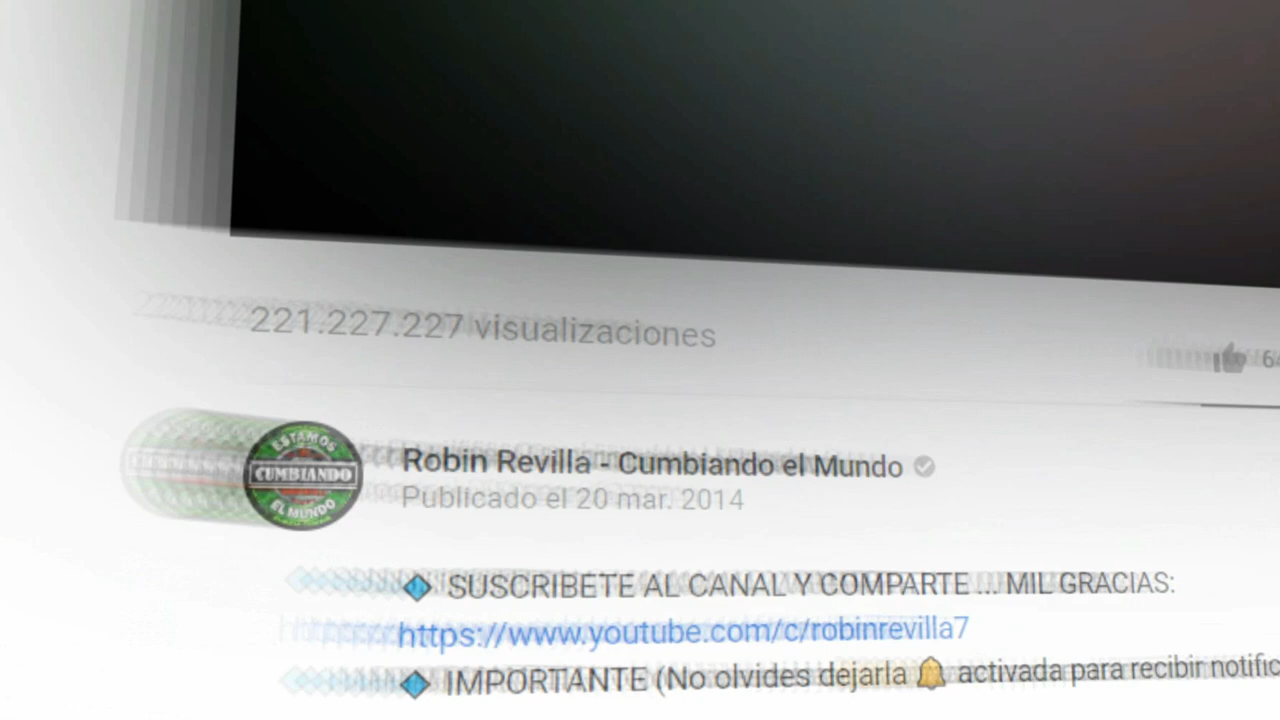 221.227.227 visualizaciones
64
ESTAMOS
CUMBIANDO
EL MUNDO
Robin Revilla - Cumbiando el Mundo
Publicado el 20 mar. 2014
SUSCRIBETE AL CANAL Y COMPARTE ... MIL GRACIAS:
https://www.youtube.com/c/robinrevilla7
IMPORTANTE (No olvides dejarla 🔔 activada para recibir notific